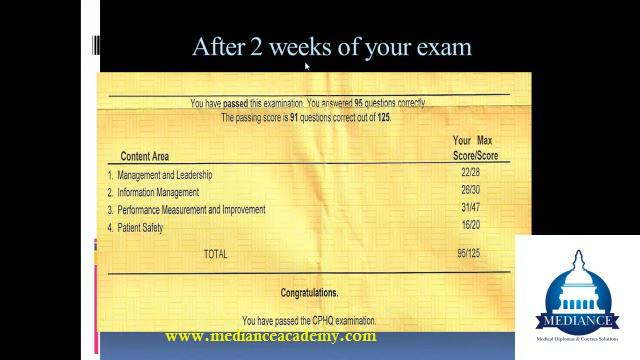 After 2 weeks of your exam
You have passed this examination. You answered 95 questions correctly.
The passing score is 91 questions correct out of 125.
Your Max
Content Area Score/Score
1. Management and Leadership 22/28
2. Information Management 26/30
3. Performance Measurement and Improvement 31/47
4. Patient Safety 16/20
TOTAL 95/125
Congratulations.
You have passed the CPHQ examination.
www.medianceacademy.com
MEDIANCE
Medical Diplomas & Courses Solutions